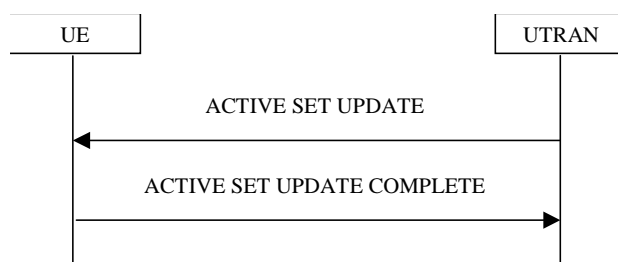 UE
UTRAN
ACTIVE SET UPDATE
ACTIVE SET UPDATE COMPLETE